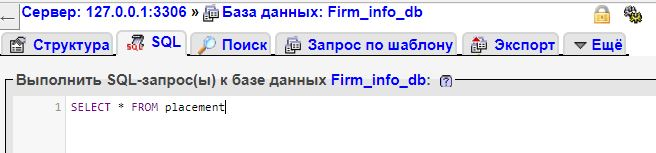 Сервер: 127.0.0.1:3306 » База данных: Firm_info_db
Структура SQL Поиск Запрос по шаблону Экспорт Ещё
Выполнить SQL-запрос(ы) к базе данных Firm_info_db:
1 SELECT * FROM placement